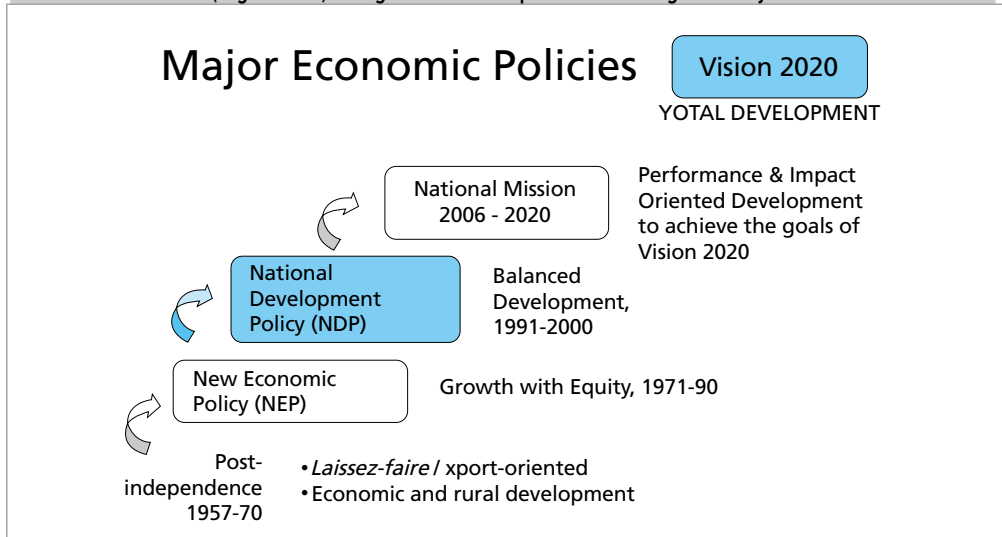 Major Economic Policies
Vision 2020
YOTAL DEVELOPMENT
National Mission
2006 - 2020
Performance & Impact
Oriented Development
to achieve the goals of
Vision 2020
National
Development
Policy (NDP)
Balanced
Development,
1991-2000
New Economic
Policy (NEP)
Growth with Equity, 1971-90
Post-
independence
1957-70
•Laissez-faire / xport-oriented
•Economic and rural development